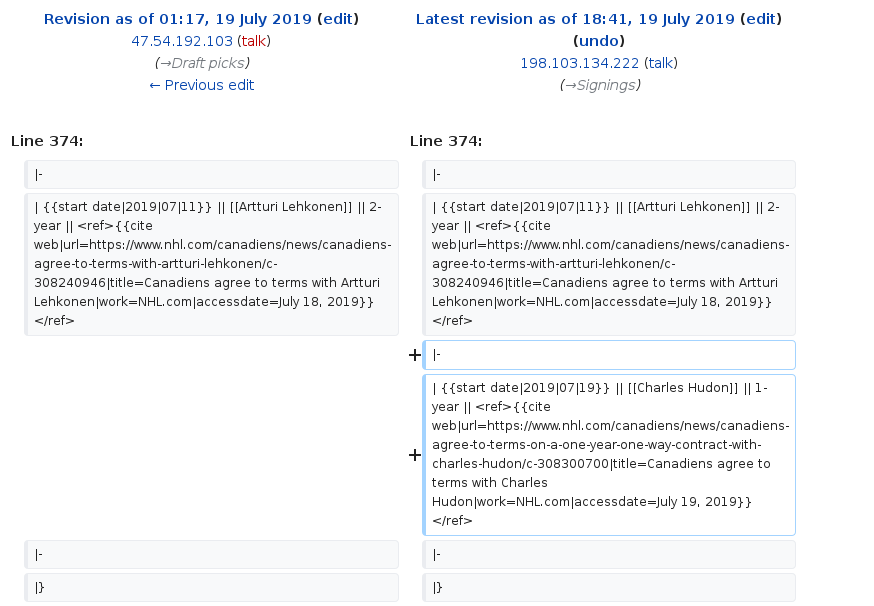 Revision as of 01:17, 19 July 2019 (edit)
47.54.192.103 (talk)
(→Draft picks)
← Previous edit
Latest revision as of 18:41, 19 July 2019 (edit)
(undo)
198.103.134.222 (talk)
(→Signings)
Line 374:
Line 374:
|-
|-
| {{start date|2019|07|11}} || [[Artturi Lehkonen]] || 2-
year || <ref>{{cite
web|url=https://www.nhl.com/canadiens/news/canadiens-
agree-to-terms-with-artturi-lehkonen/c-
308240946|title=Canadiens agree to terms with Artturi
Lehkonen|work=NHL.com|accessdate=July 18, 2019}}
</ref>
| {{start date|2019|07|11}} || [[Artturi Lehkonen]] || 2-
year || <ref>{{cite
web|url=https://www.nhl.com/canadiens/news/canadiens-
agree-to-terms-with-artturi-lehkonen/c-
308240946|title=Canadiens agree to terms with Artturi
Lehkonen|work=NHL.com|accessdate=July 18, 2019}}
</ref>
+ |-
+ | {{start date|2019|07|19}} || [[Charles Hudon]] || 1-
year || <ref>{{cite
web|url=https://www.nhl.com/canadiens/news/canadiens-
agree-to-terms-on-a-one-year-one-way-contract-with-
charles-hudon/c-308300700|title=Canadiens agree to
terms with Charles
Hudon|work=NHL.com|accessdate=July 19, 2019}}
</ref>
|-
|-
|}
|}